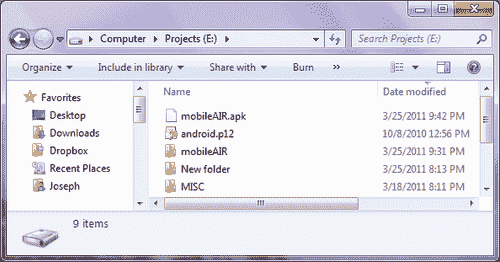 Computer Projects (E:) Search Projects (E:)
Organize Include in library Share with Burn »
Favorites
Desktop
Downloads
Dropbox
Recent Places
Joseph
Name Date modified
mobileAIR.apk 3/25/2011 9:42 PM
android.p12 10/8/2010 12:56 PM
mobileAIR 3/25/2011 9:31 PM
New folder 3/25/2011 8:13 PM
MISC 3/18/2011 8:11 PM
9 items